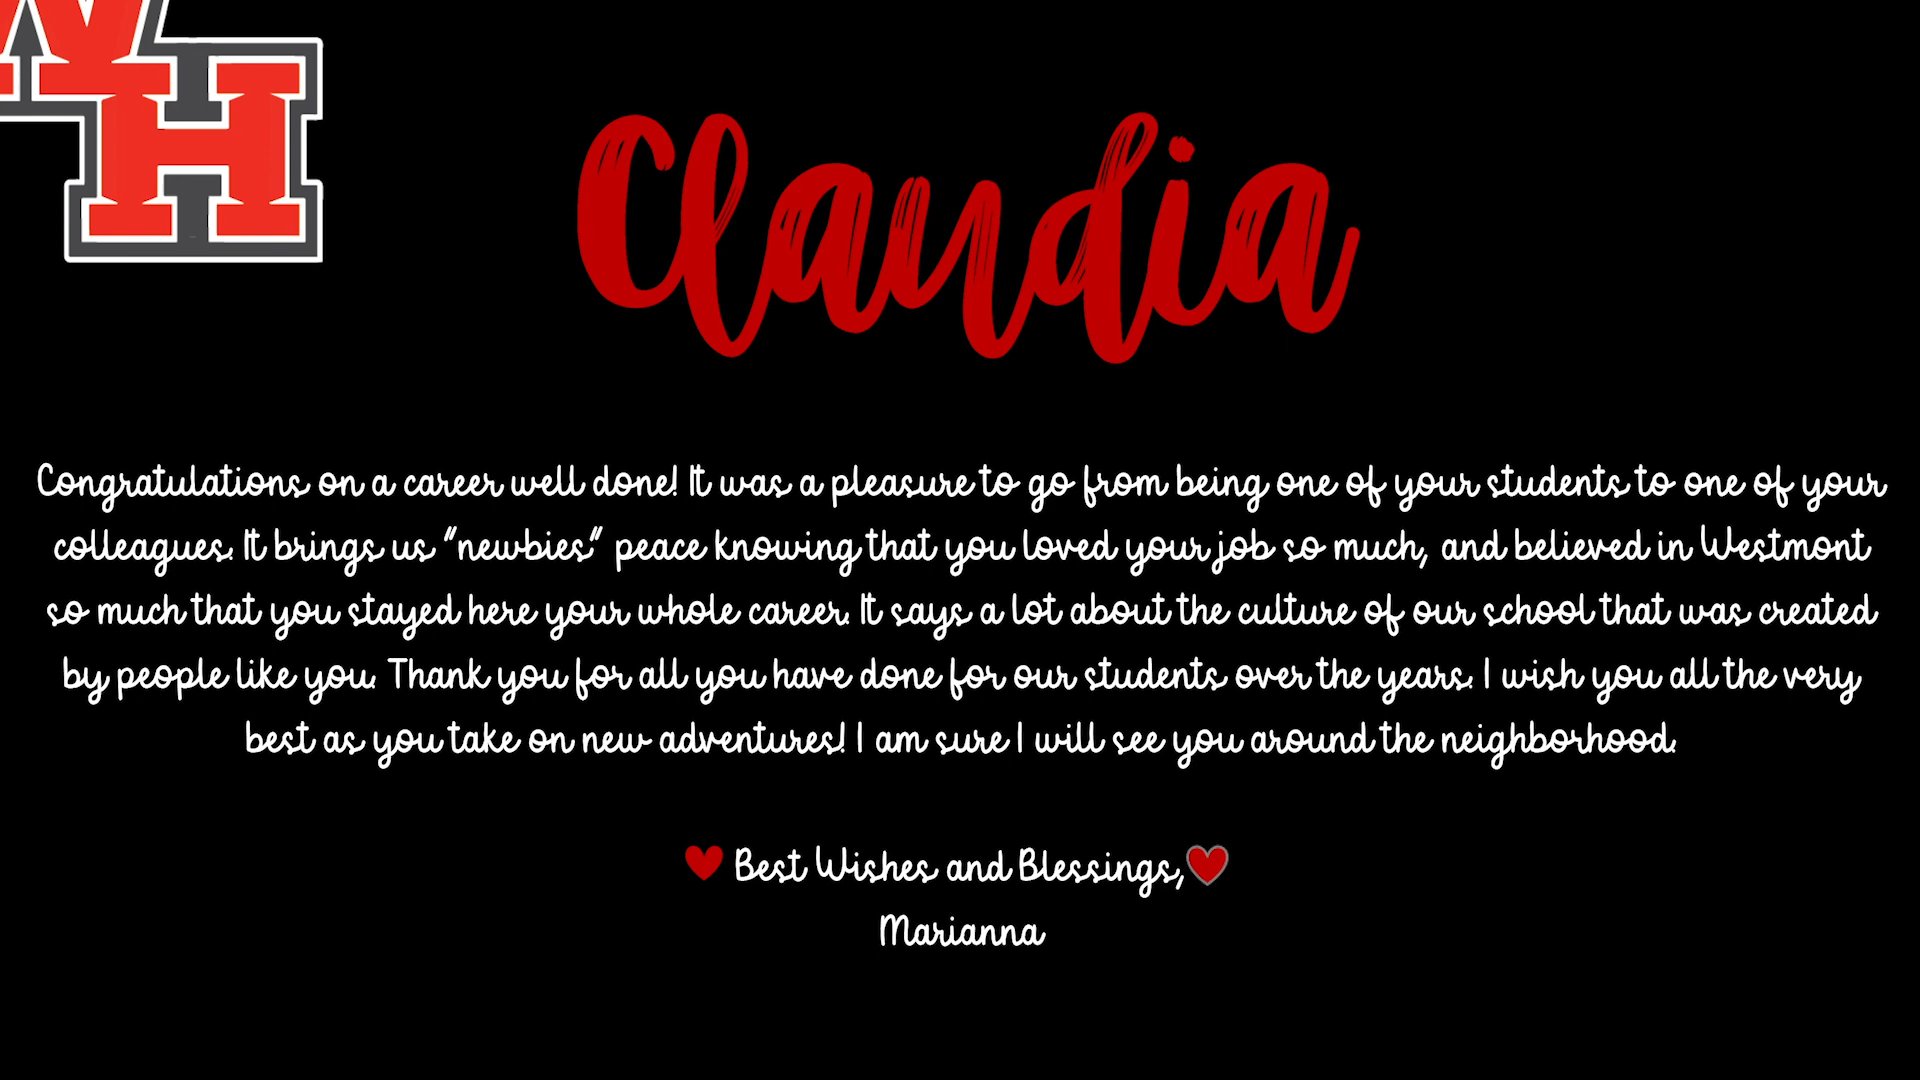 WH
Claudia
Congratulations on a career well done! It was a pleasure to go from being one of your students to one of your
colleagues. It brings us "newbies" peace knowing that you loved your job so much, and believed in Westmont
so much that you stayed here your whole career. It says a lot about the culture of our school that was created
by people like you. Thank you for all you have done for our students over the years. I wish you all the very
best as you take on new adventures! I am sure I will see you around the neighborhood.
Best Wishes and Blessings,
Marianna